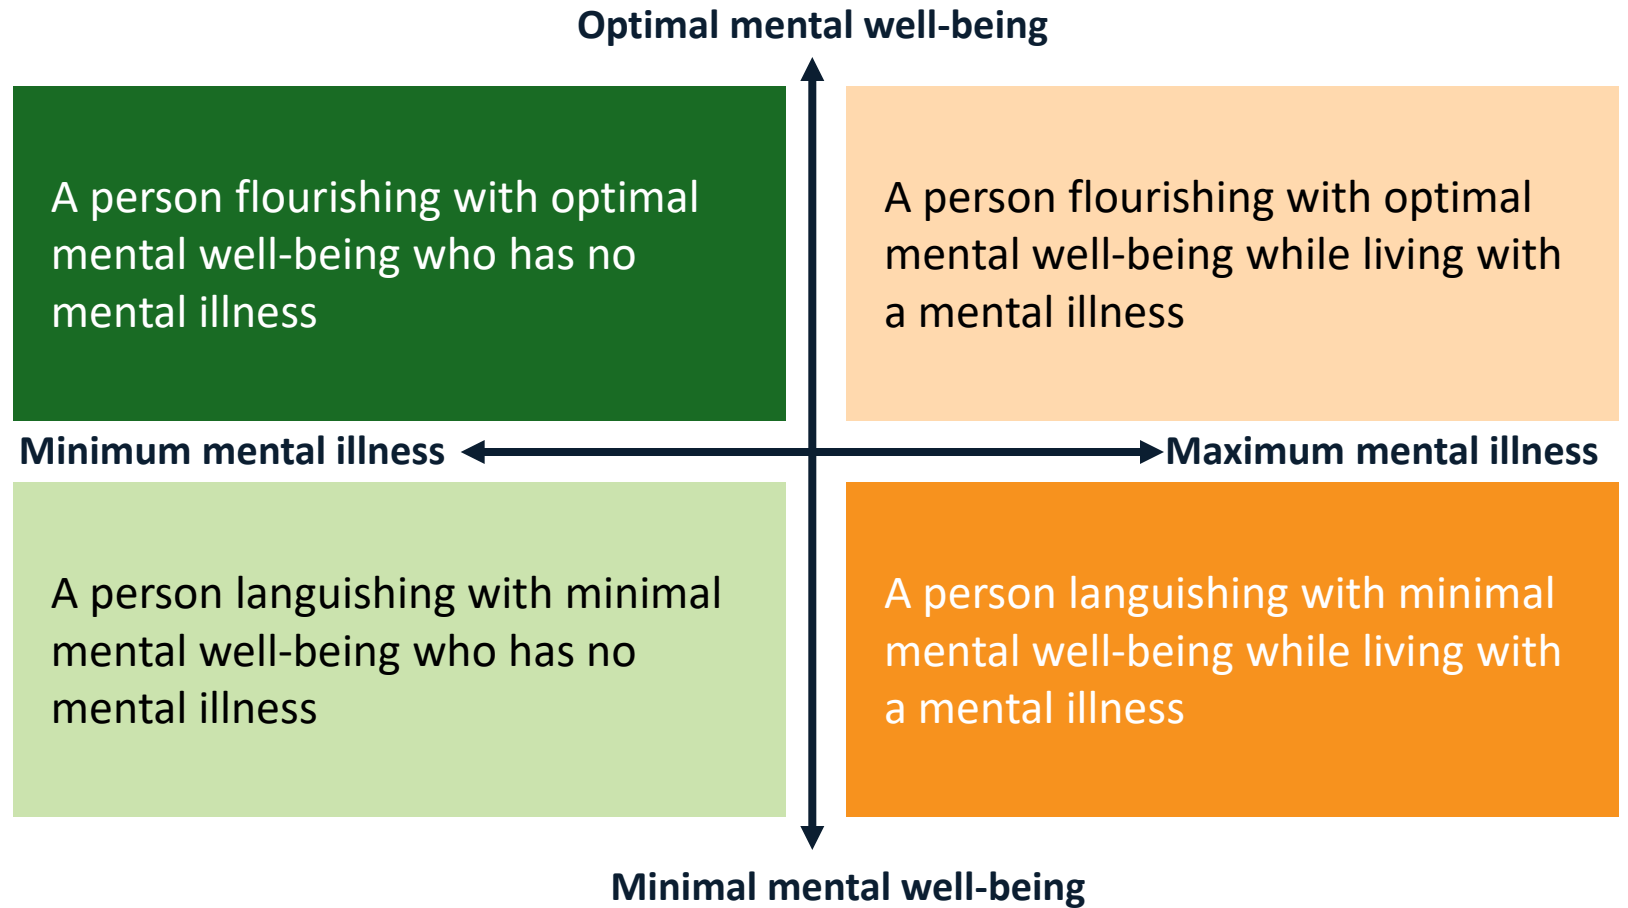 Optimal mental well-being
A person flourishing with optimal
mental well-being who has no
mental illness
A person flourishing with optimal
mental well-being while living with
a mental illness
Minimum mental illness
Maximum mental illness
A person languishing with minimal
mental well-being who has no
mental illness
A person languishing with minimal
mental well-being while living with
a mental illness
Minimal mental well-being